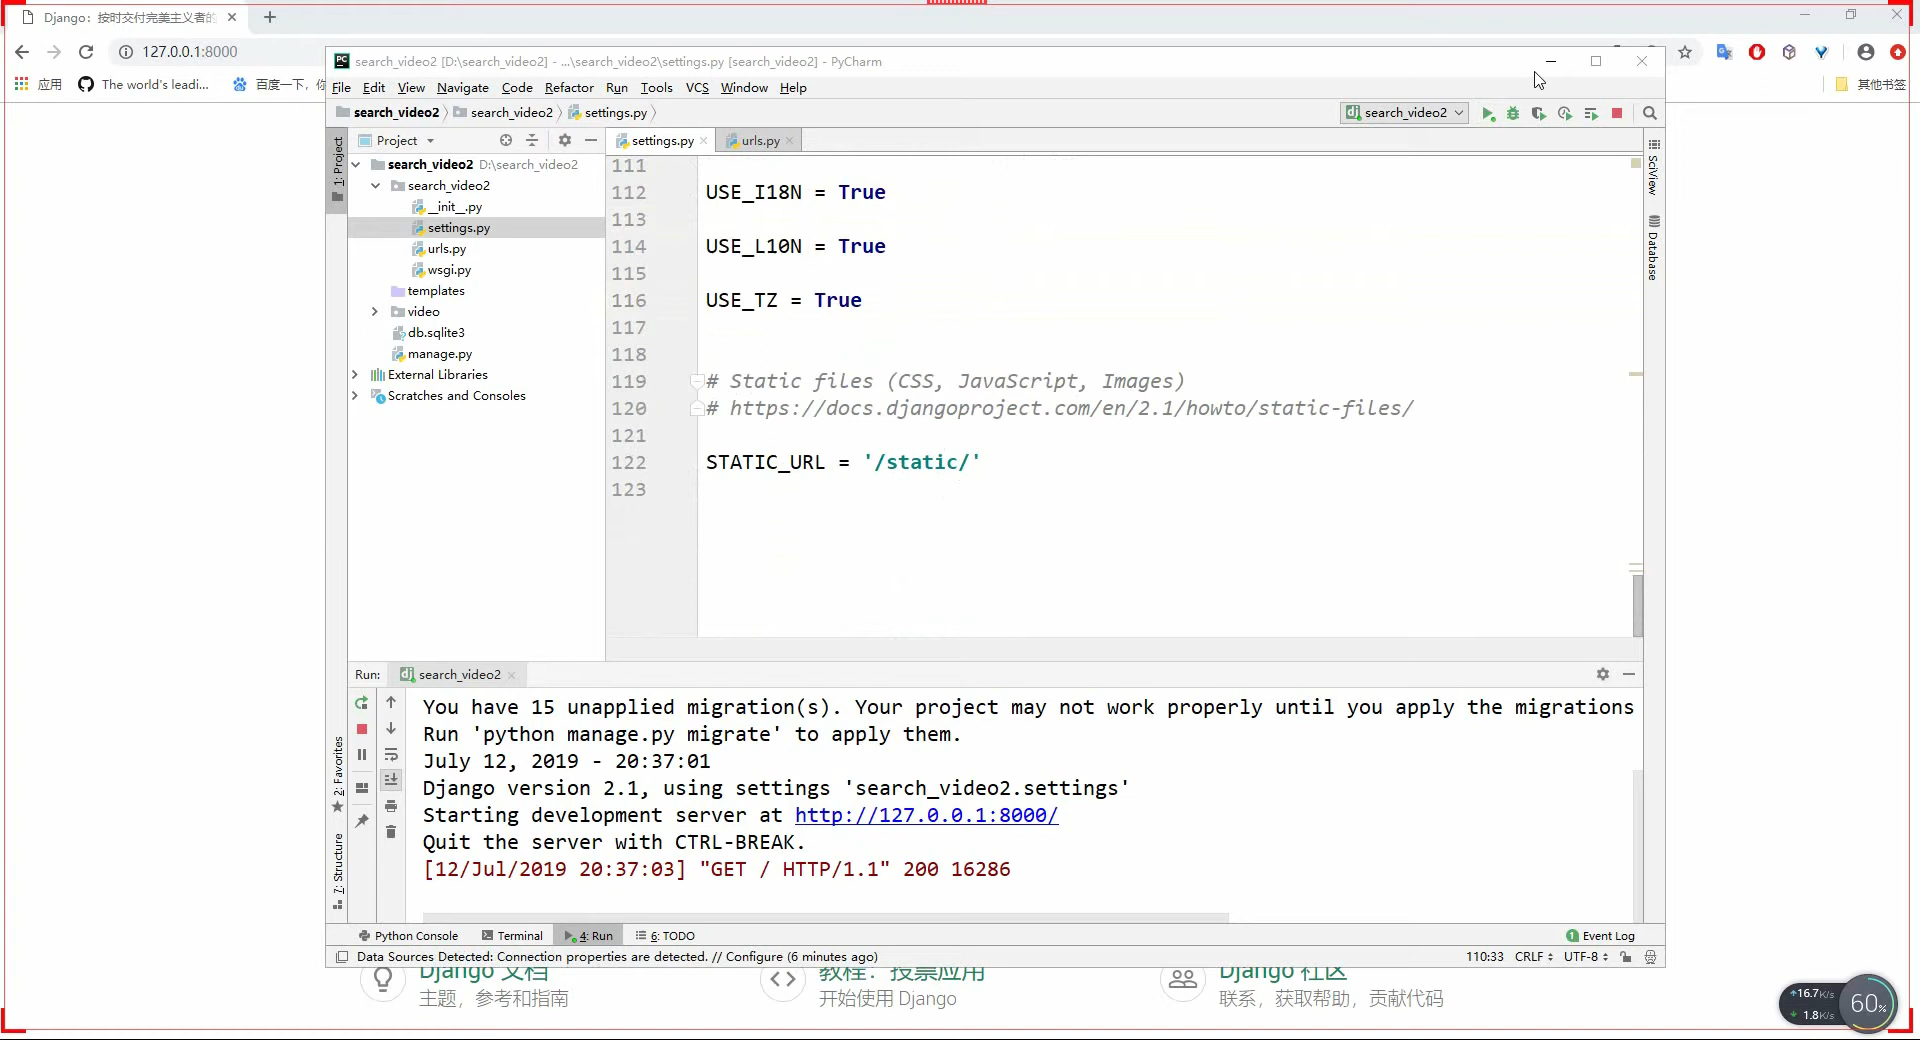 Django：按时交付完美主义者的
127.0.0.1:8000
应用
The world's leadi...
百度一下，你
其他书签
search_video2 [D:\search_video2] - ...\search_video2\settings.py [search_video2] - PyCharm
File Edit View Navigate Code Refactor Run Tools VCS Window Help
search_video2 search_video2 settings.py
search_video2
Project
settings.py
urls.py
1: Project
search_video2 D:\search_video2
search_video2
__init__.py
settings.py
urls.py
wsgi.py
templates
video
db.sqlite3
manage.py
External Libraries
Scratches and Consoles
111
112 USE_I18N = True
113
114 USE_L10N = True
115
116 USE_TZ = True
117
118
119 # Static files (CSS, JavaScript, Images)
120 # https://docs.djangoproject.com/en/2.1/howto/static-files/
121
122 STATIC_URL = '/static/'
123
SciView
Database
Run: search_video2
You have 15 unapplied migration(s). Your project may not work properly until you apply the migrations
Run 'python manage.py migrate' to apply them.
July 12, 2019 - 20:37:01
Django version 2.1, using settings 'search_video2.settings'
Starting development server at http://127.0.0.1:8000/
Quit the server with CTRL-BREAK.
[12/Jul/2019 20:37:03] "GET / HTTP/1.1" 200 16286
2: Favorites
7: Structure
Python Console Terminal 4: Run 6: TODO
1 Event Log
Data Sources Detected: Connection properties are detected. // Configure (6 minutes ago)
110:33 CRLF UTF-8
Django 文档
主题，参考和指南
教程：投票应用
开始使用 Django
Django 社区
联系，获取帮助，贡献代码
16.7K/s
1.8K/s
60%